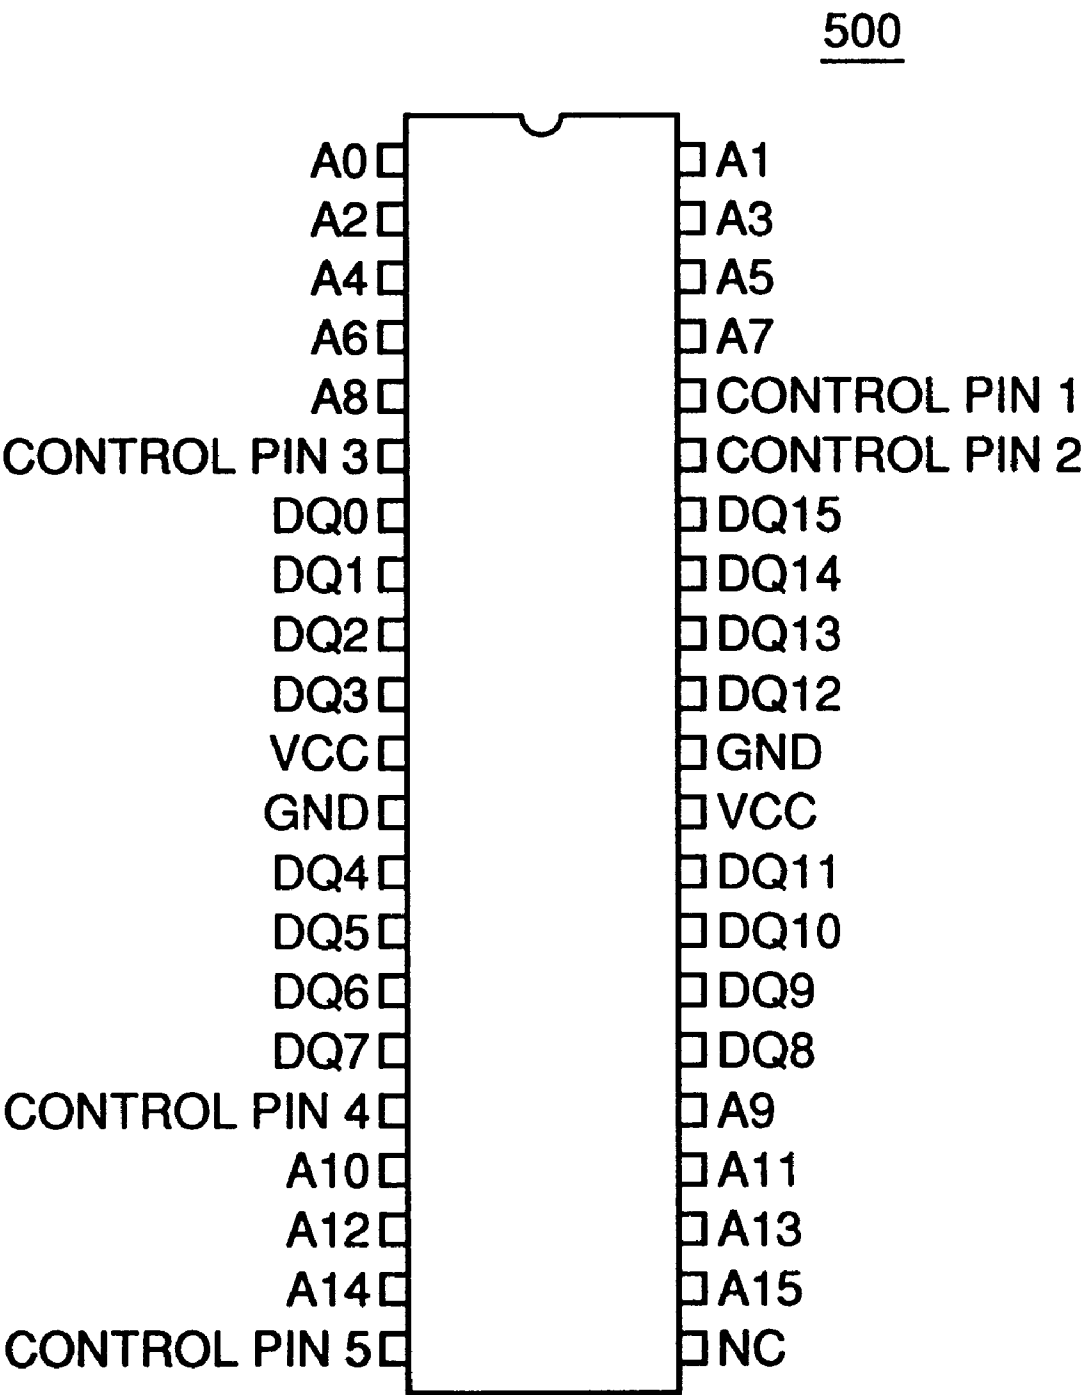 500
A0 A1
A2 A3
A4 A5
A6 A7
A8 CONTROL PIN 1
CONTROL PIN 3 CONTROL PIN 2
DQ0 DQ15
DQ1 DQ14
DQ2 DQ13
DQ3 DQ12
VCC GND
GND VCC
DQ4 DQ11
DQ5 DQ10
DQ6 DQ9
DQ7 DQ8
CONTROL PIN 4 A9
A10 A11
A12 A13
A14 A15
CONTROL PIN 5 NC